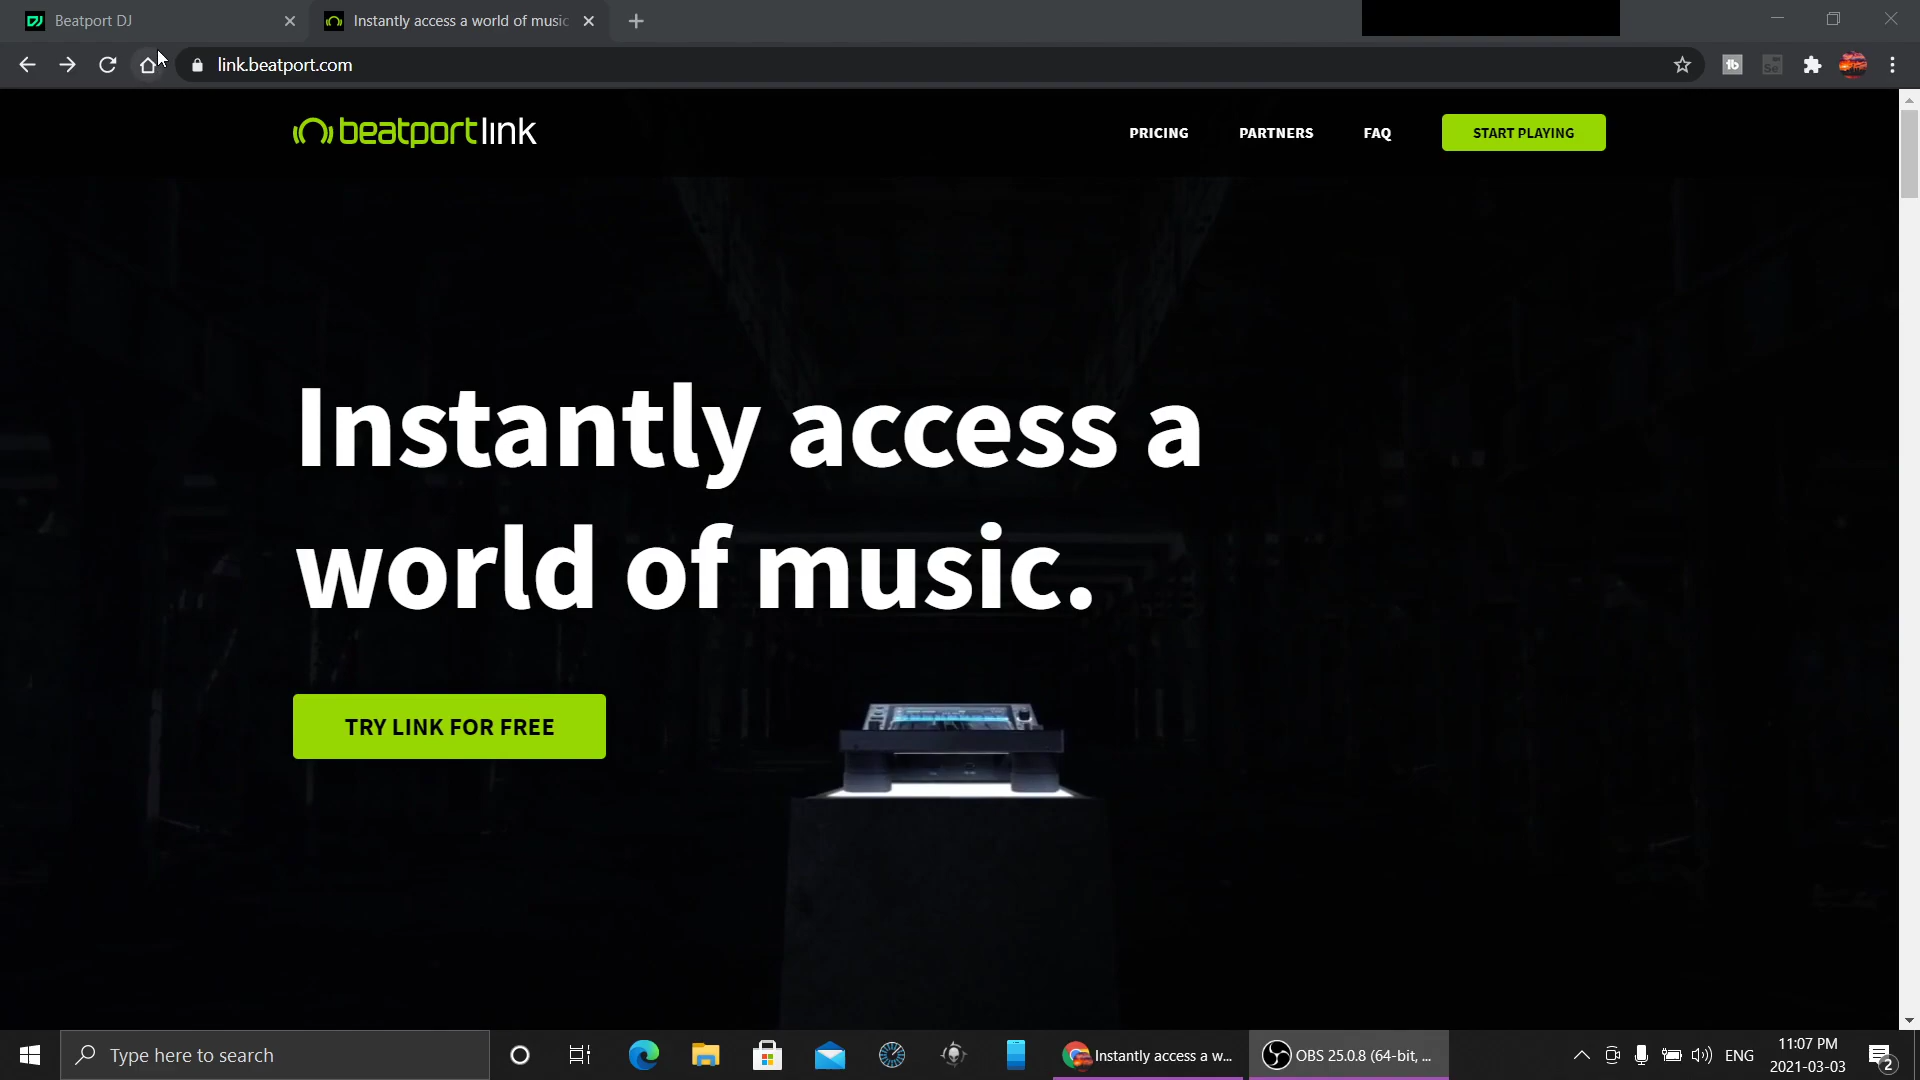 Beatport DJ
Instantly access a world of music
link.beatport.com
beatportlink
PRICING
PARTNERS
FAQ
START PLAYING
Instantly access a
world of music.
TRY LINK FOR FREE
Type here to search
Instantly access a w...
OBS 25.0.8 (64-bit, ...
ENG
11:07 PM
2021-03-03
2